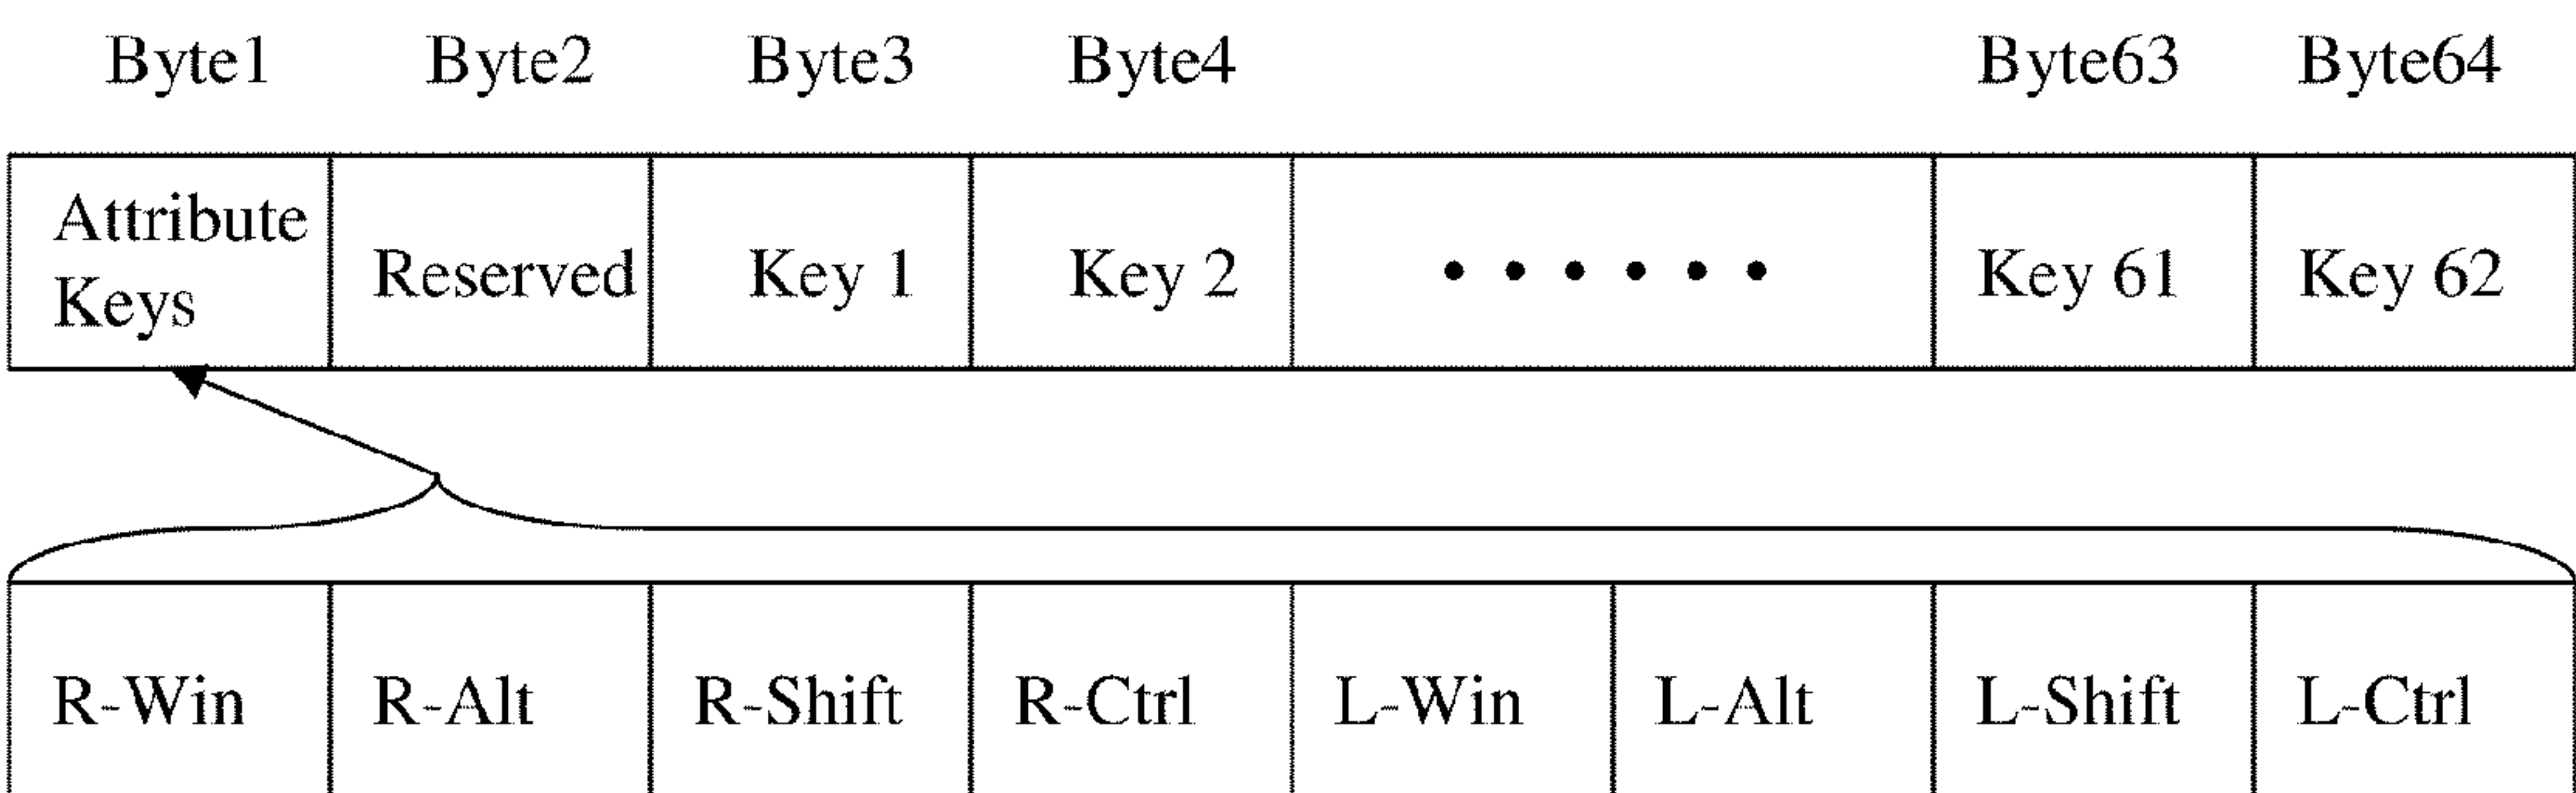 Byte1 Byte2 Byte3 Byte4 Byte63 Byte64
Attribute Keys Reserved Key 1 Key 2 • • • • • • Key 61 Key 62
R-Win R-Alt R-Shift R-Ctrl L-Win L-Alt L-Shift L-Ctrl